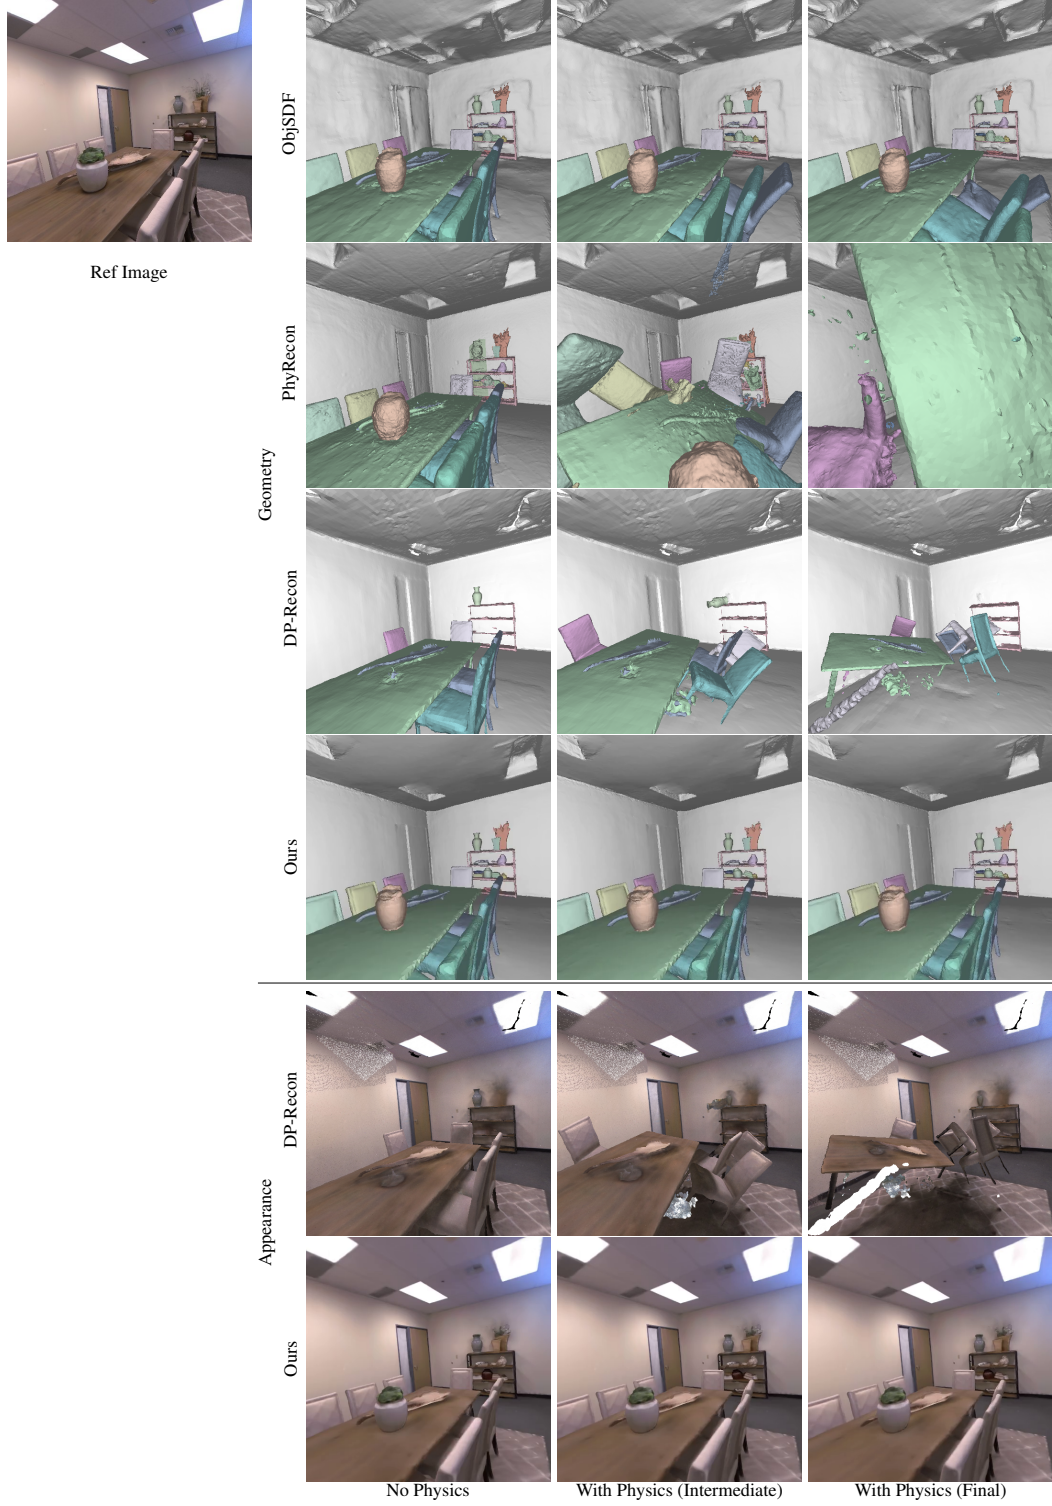 Ref Image
Geometry
ObjSDF
PhyRecon
DP-Recon
Ours
Appearance
DP-Recon
Ours
No Physics
With Physics (Intermediate)
With Physics (Final)